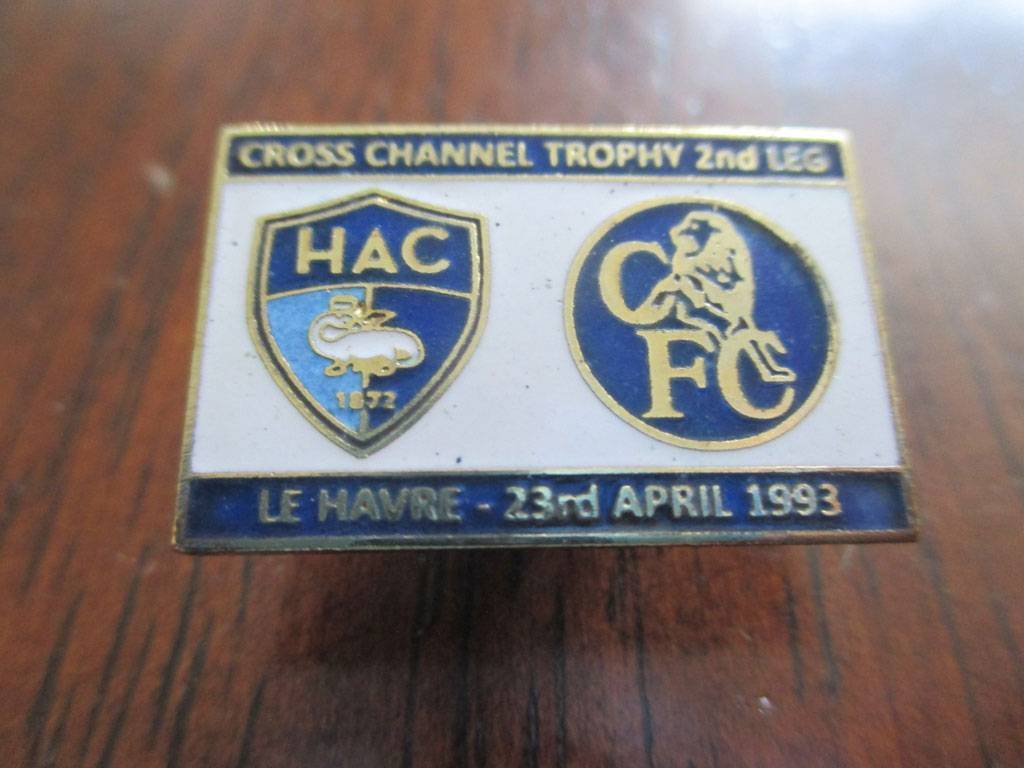 CROSS CHANNEL TROPHY 2nd LEG
HAC
1872
CFC
LE HAVRE - 23rd APRIL 1993